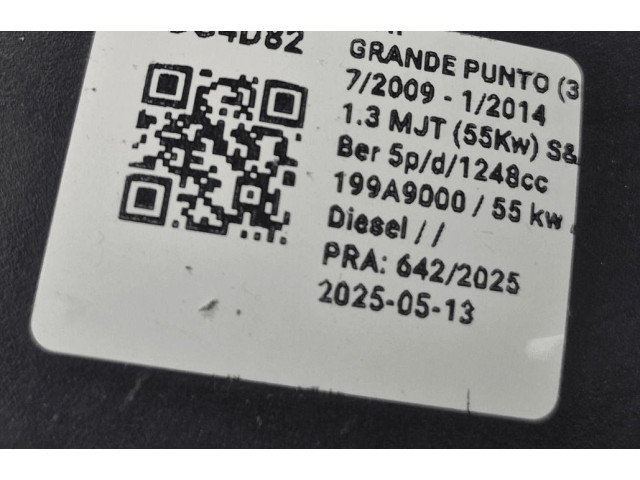 GRANDE PUNTO (3
7/2009 - 1/2014
1.3 MJT (55Kw) S&
Ber 5p/d/1248cc
199A9000 / 55 kw
Diesel / /
PRA: 642/2025
2025-05-13